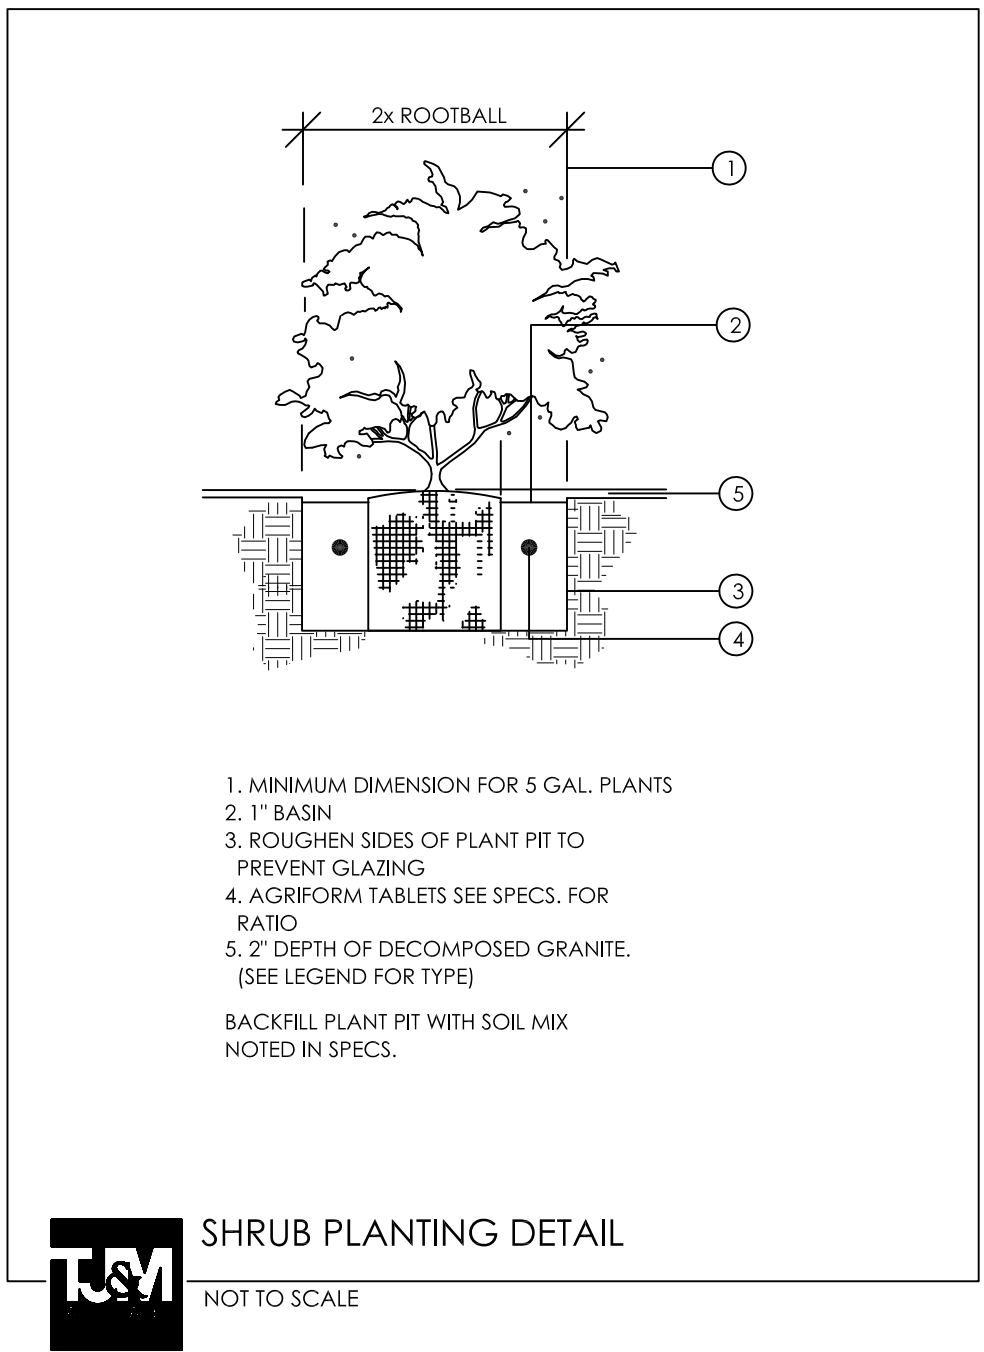 2x ROOTBALL
1
2
5
3
4
1. MINIMUM DIMENSION FOR 5 GAL. PLANTS
2. 1" BASIN
3. ROUGHEN SIDES OF PLANT PIT TO
PREVENT GLAZING
4. AGRIFORM TABLETS SEE SPECS. FOR
RATIO
5. 2" DEPTH OF DECOMPOSED GRANITE.
(SEE LEGEND FOR TYPE)
BACKFILL PLANT PIT WITH SOIL MIX
NOTED IN SPECS.
SHRUB PLANTING DETAIL
TJ&M
NOT TO SCALE